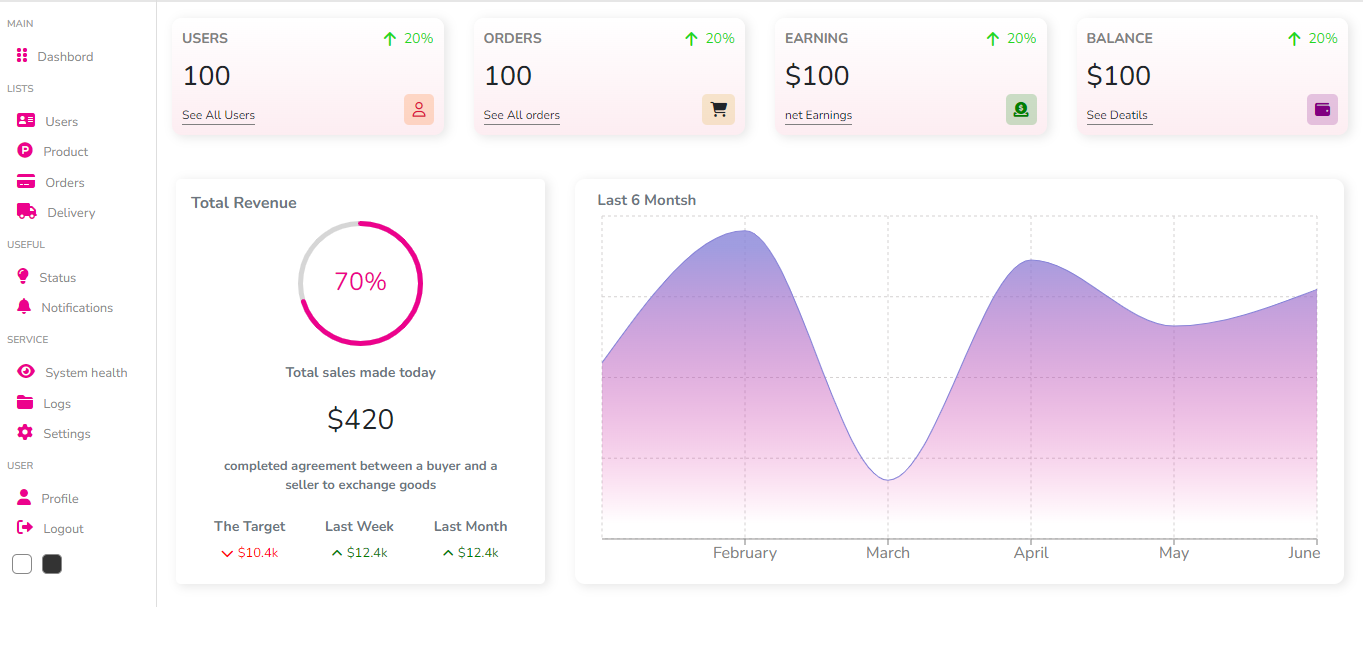 MAIN
Dashbord
LISTS
Users
Product
Orders
Delivery
USEFUL
Status
Notifications
SERVICE
System health
Logs
Settings
USER
Profile
Logout
USERS 20%
100
See All Users
ORDERS 20%
100
See All orders
EARNING 20%
$100
net Earnings
BALANCE 20%
$100
See Deatils
Total Revenue
70%
Total sales made today
$420
completed agreement between a buyer and a
seller to exchange goods
The Target Last Week Last Month
$10.4k $12.4k $12.4k
Last 6 Montsh
February March April May June